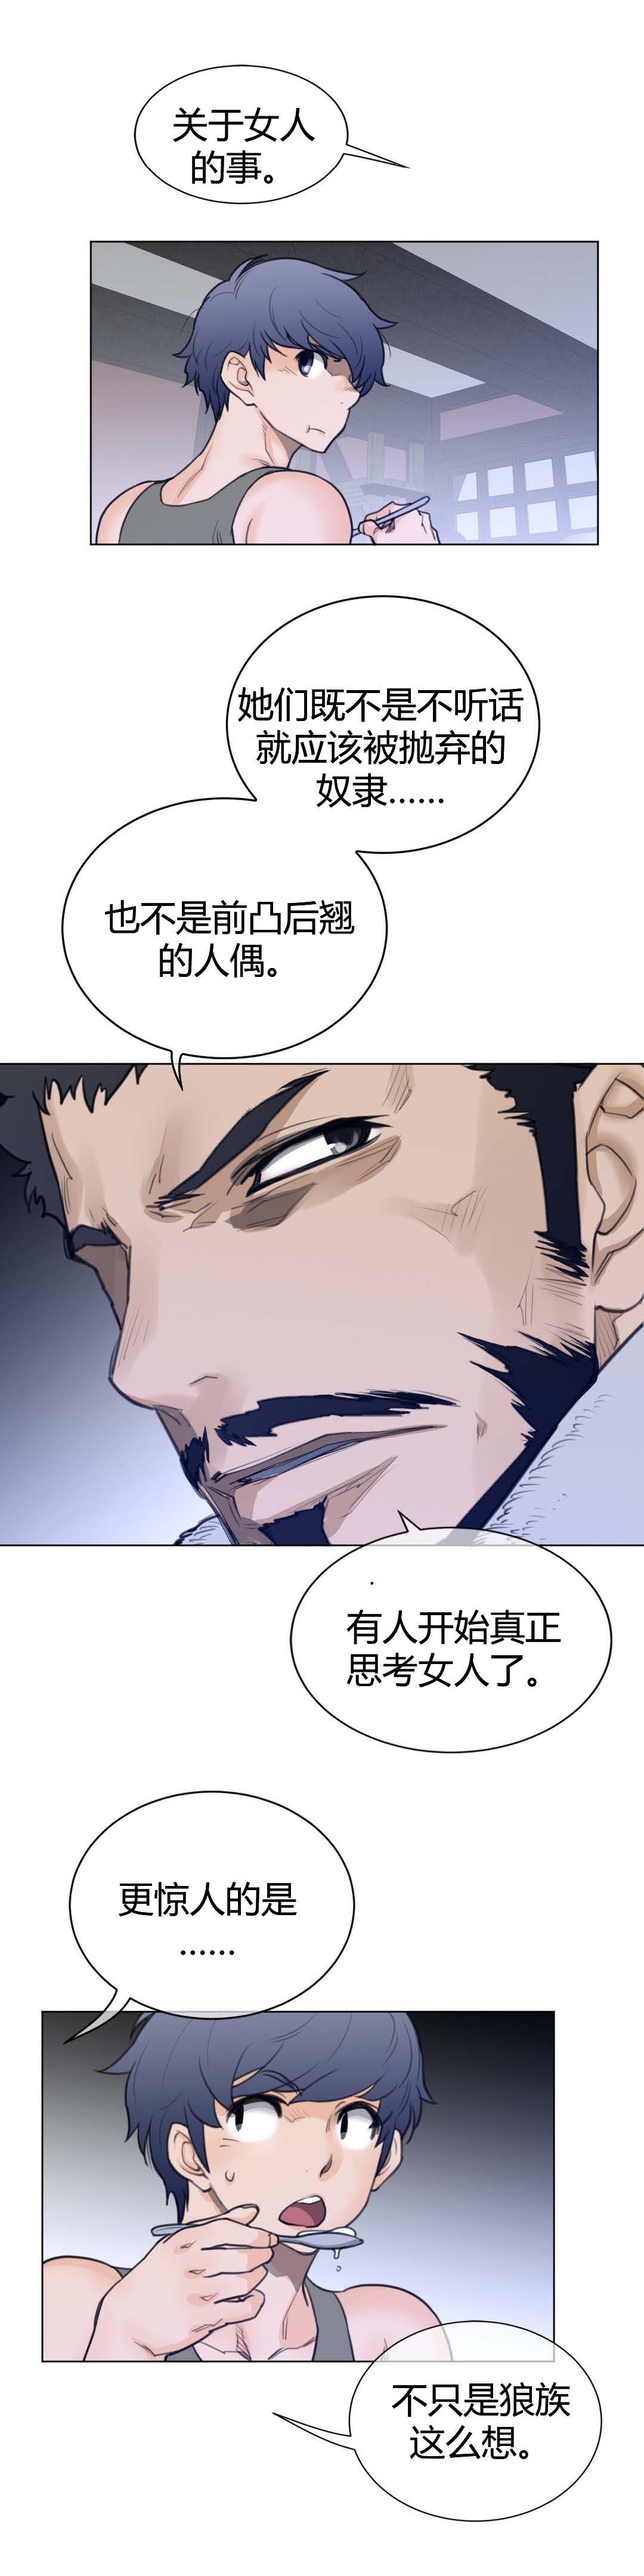 关于女人
的事。
她们既不是不听话
就应该被抛弃的
奴隶……
也不是前凸后翘
的人偶。
有人开始真正
思考女人了。
更惊人的是
……
不只是狼族
这么想。